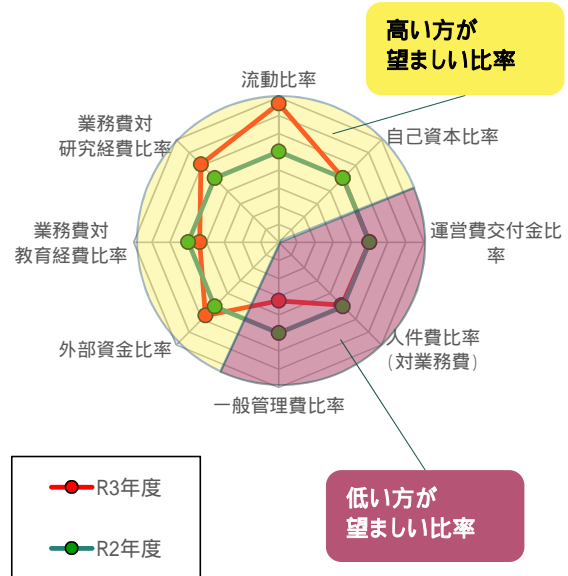 高い方が
望ましい比率
流動比率
業務費対
研究経費比率
自己資本比率
業務費対
教育経費比率
運営費交付金比
率
外部資金比率
人件費比率
(対業務費)
一般管理費比率
R3年度
R2年度
低い方が
望ましい比率